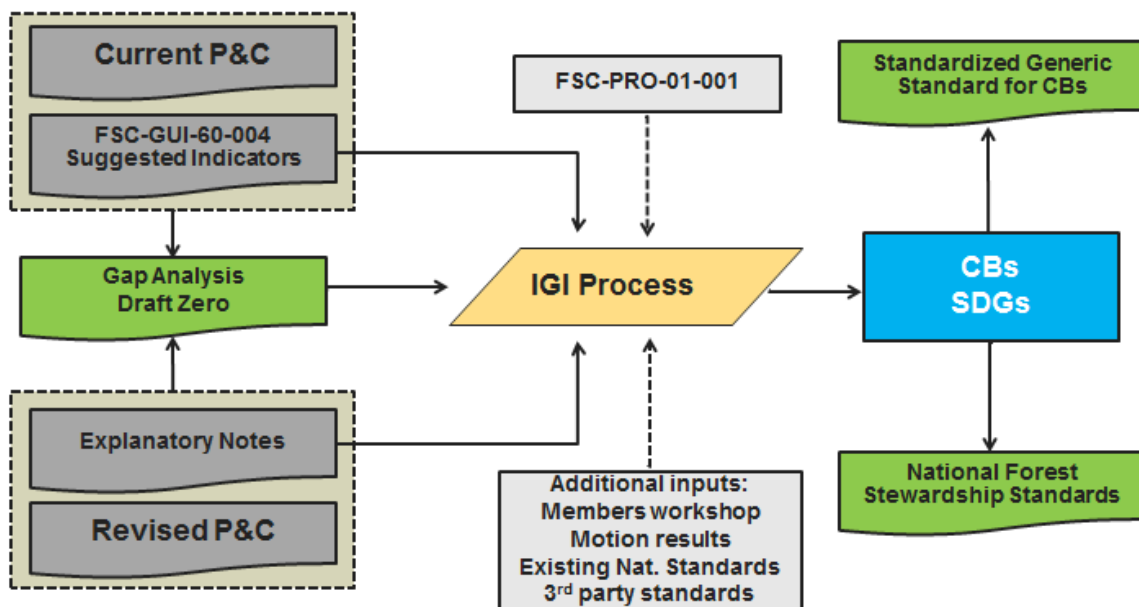 Current P&C
FSC-GUI-60-004
Suggested Indicators
Gap Analysis
Draft Zero
Explanatory Notes
Revised P&C
FSC-PRO-01-001
IGI Process
Additional inputs:
Members workshop
Motion results
Existing Nat. Standards
3rd party standards
Standardized Generic
Standard for CBs
CBs
SDGs
National Forest
Stewardship Standards